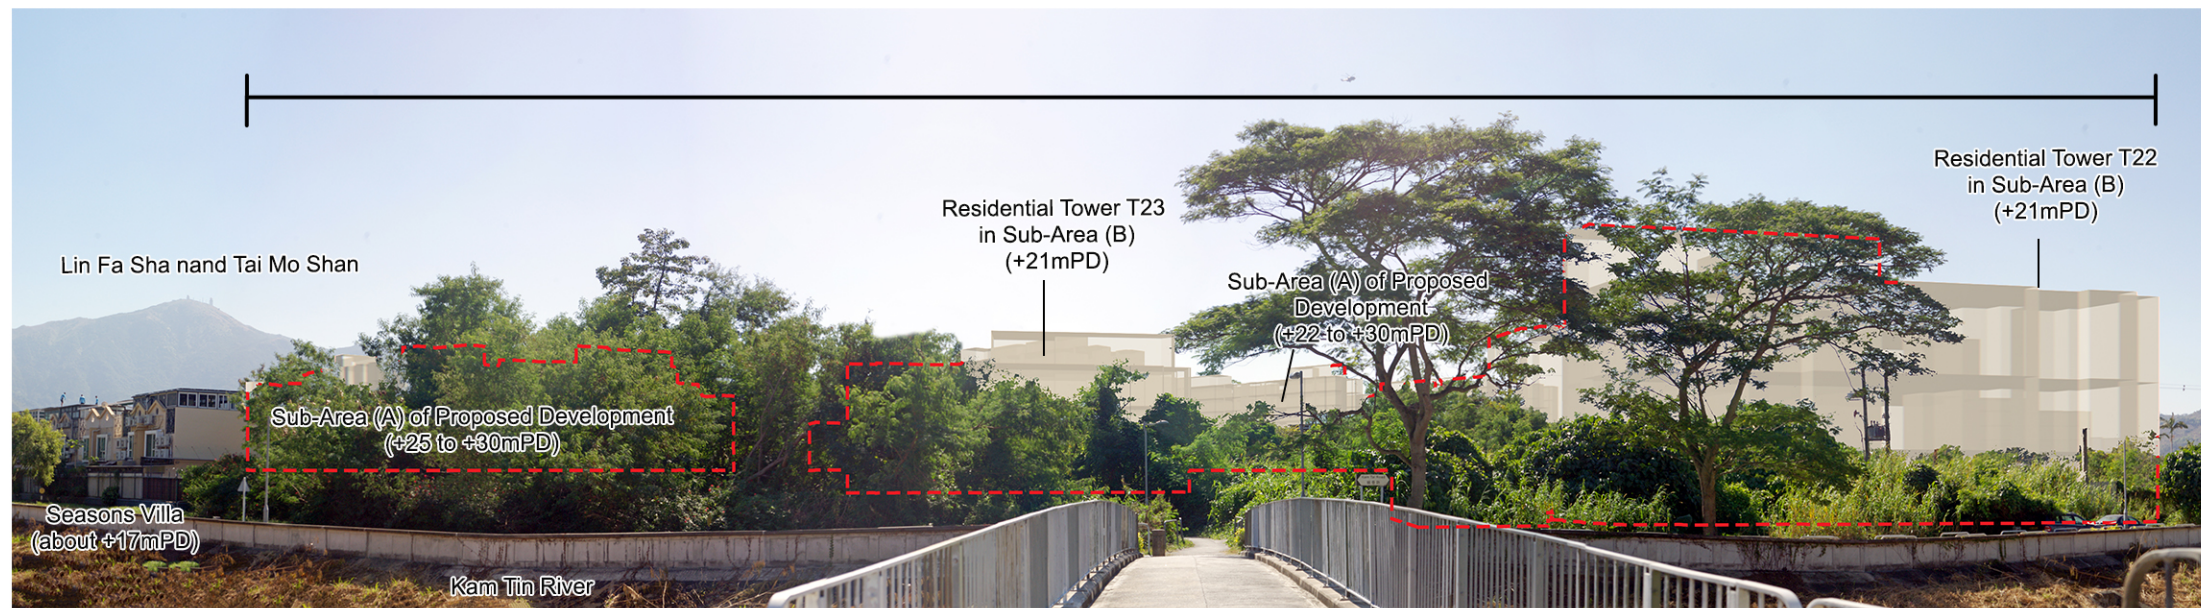 Residential Tower T22
in Sub-Area (B)
(+21mPD)
Residential Tower T23
in Sub-Area (B)
(+21mPD)
Lin Fa Sha nand Tai Mo Shan
Sub-Area (A) of Proposed
Development
(+22 to +30mPD)
Sub-Area (A) of Proposed Development
(+25 to +30mPD)
Seasons Villa
(about +17mPD)
Kam Tin River